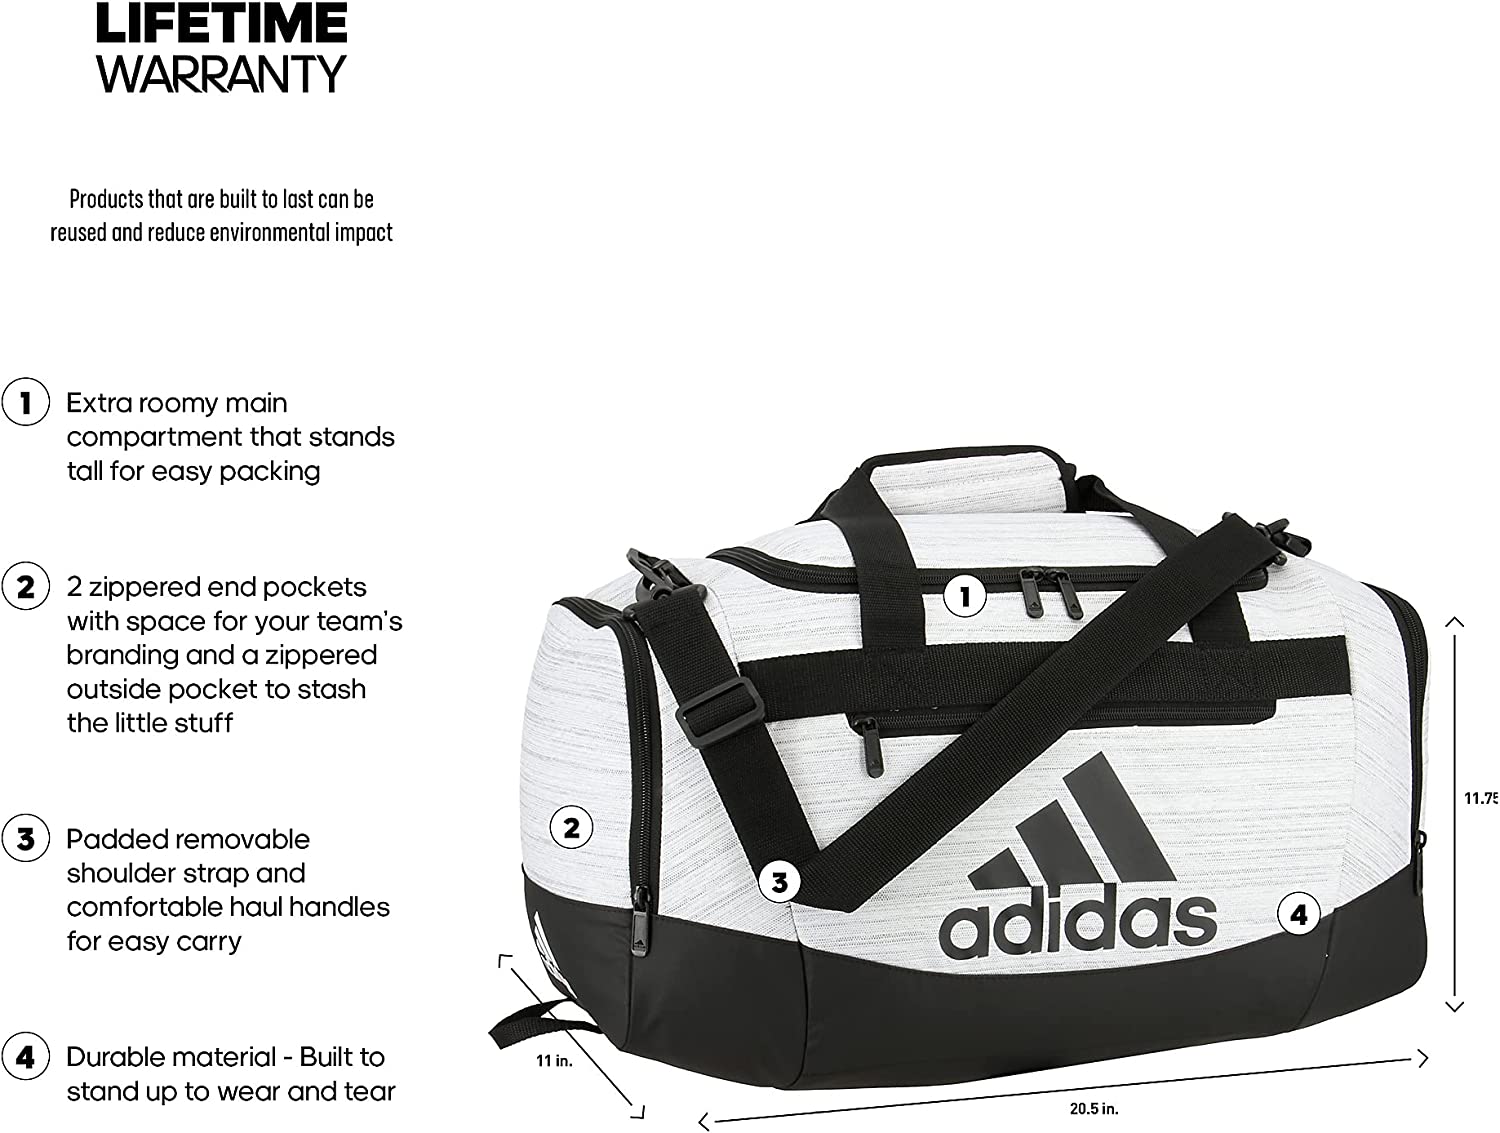 LIFETIME
WARRANTY
Products that are built to last can be
reused and reduce environmental impact
1 Extra roomy main
compartment that stands
tall for easy packing
2 2 zippered end pockets
with space for your team's
branding and a zippered
outside pocket to stash
the little stuff
3 Padded removable
shoulder strap and
comfortable haul handles
for easy carry
4 Durable material - Built to
stand up to wear and tear
1
2
3
4
adidas
11.75
11 in.
20.5 in.